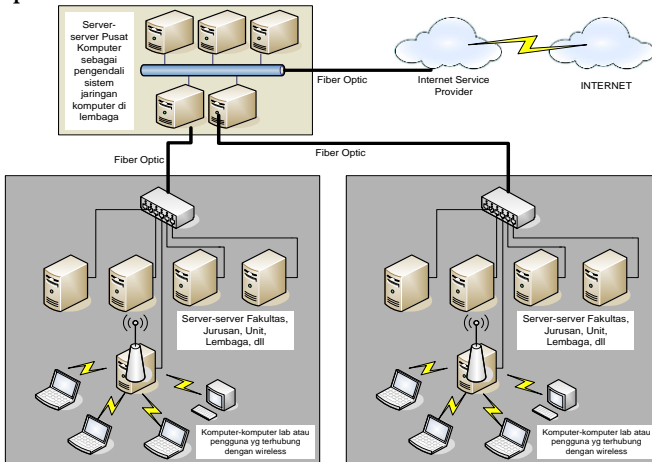 Server-
server Pusat
Komputer
sebagai
pengendali
sistem
jaringan
komputer di
lembaga
Fiber Optic
Internet Service
Provider
INTERNET
Fiber Optic
Fiber Optic
Server-server Fakultas,
Jurusan, Unit,
Lembaga, dll
Komputer-komputer lab atau
pengguna yg terhubung
dengan wireless
Server-server Fakultas,
Jurusan, Unit,
Lembaga, dll
Komputer-komputer lab atau
pengguna yg terhubung
dengan wireless